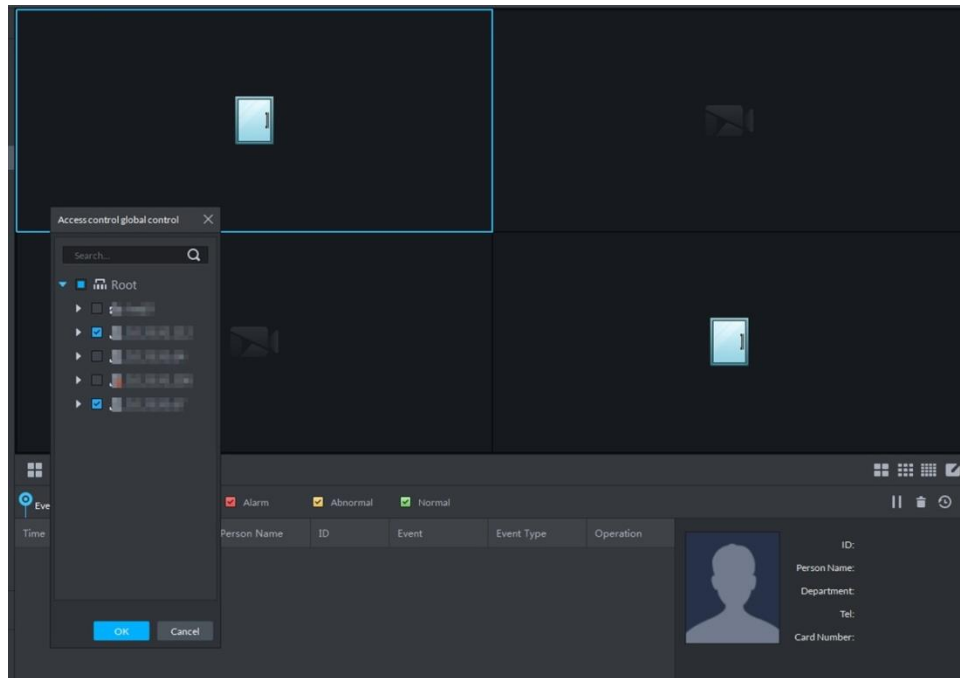 Access control global control
Search...
Root
OK
Cancel
Eve
Alarm
Abnormal
Normal
Time
Person Name
ID
Event
Event Type
Operation
ID:
Person Name:
Department:
Tel:
Card Number: